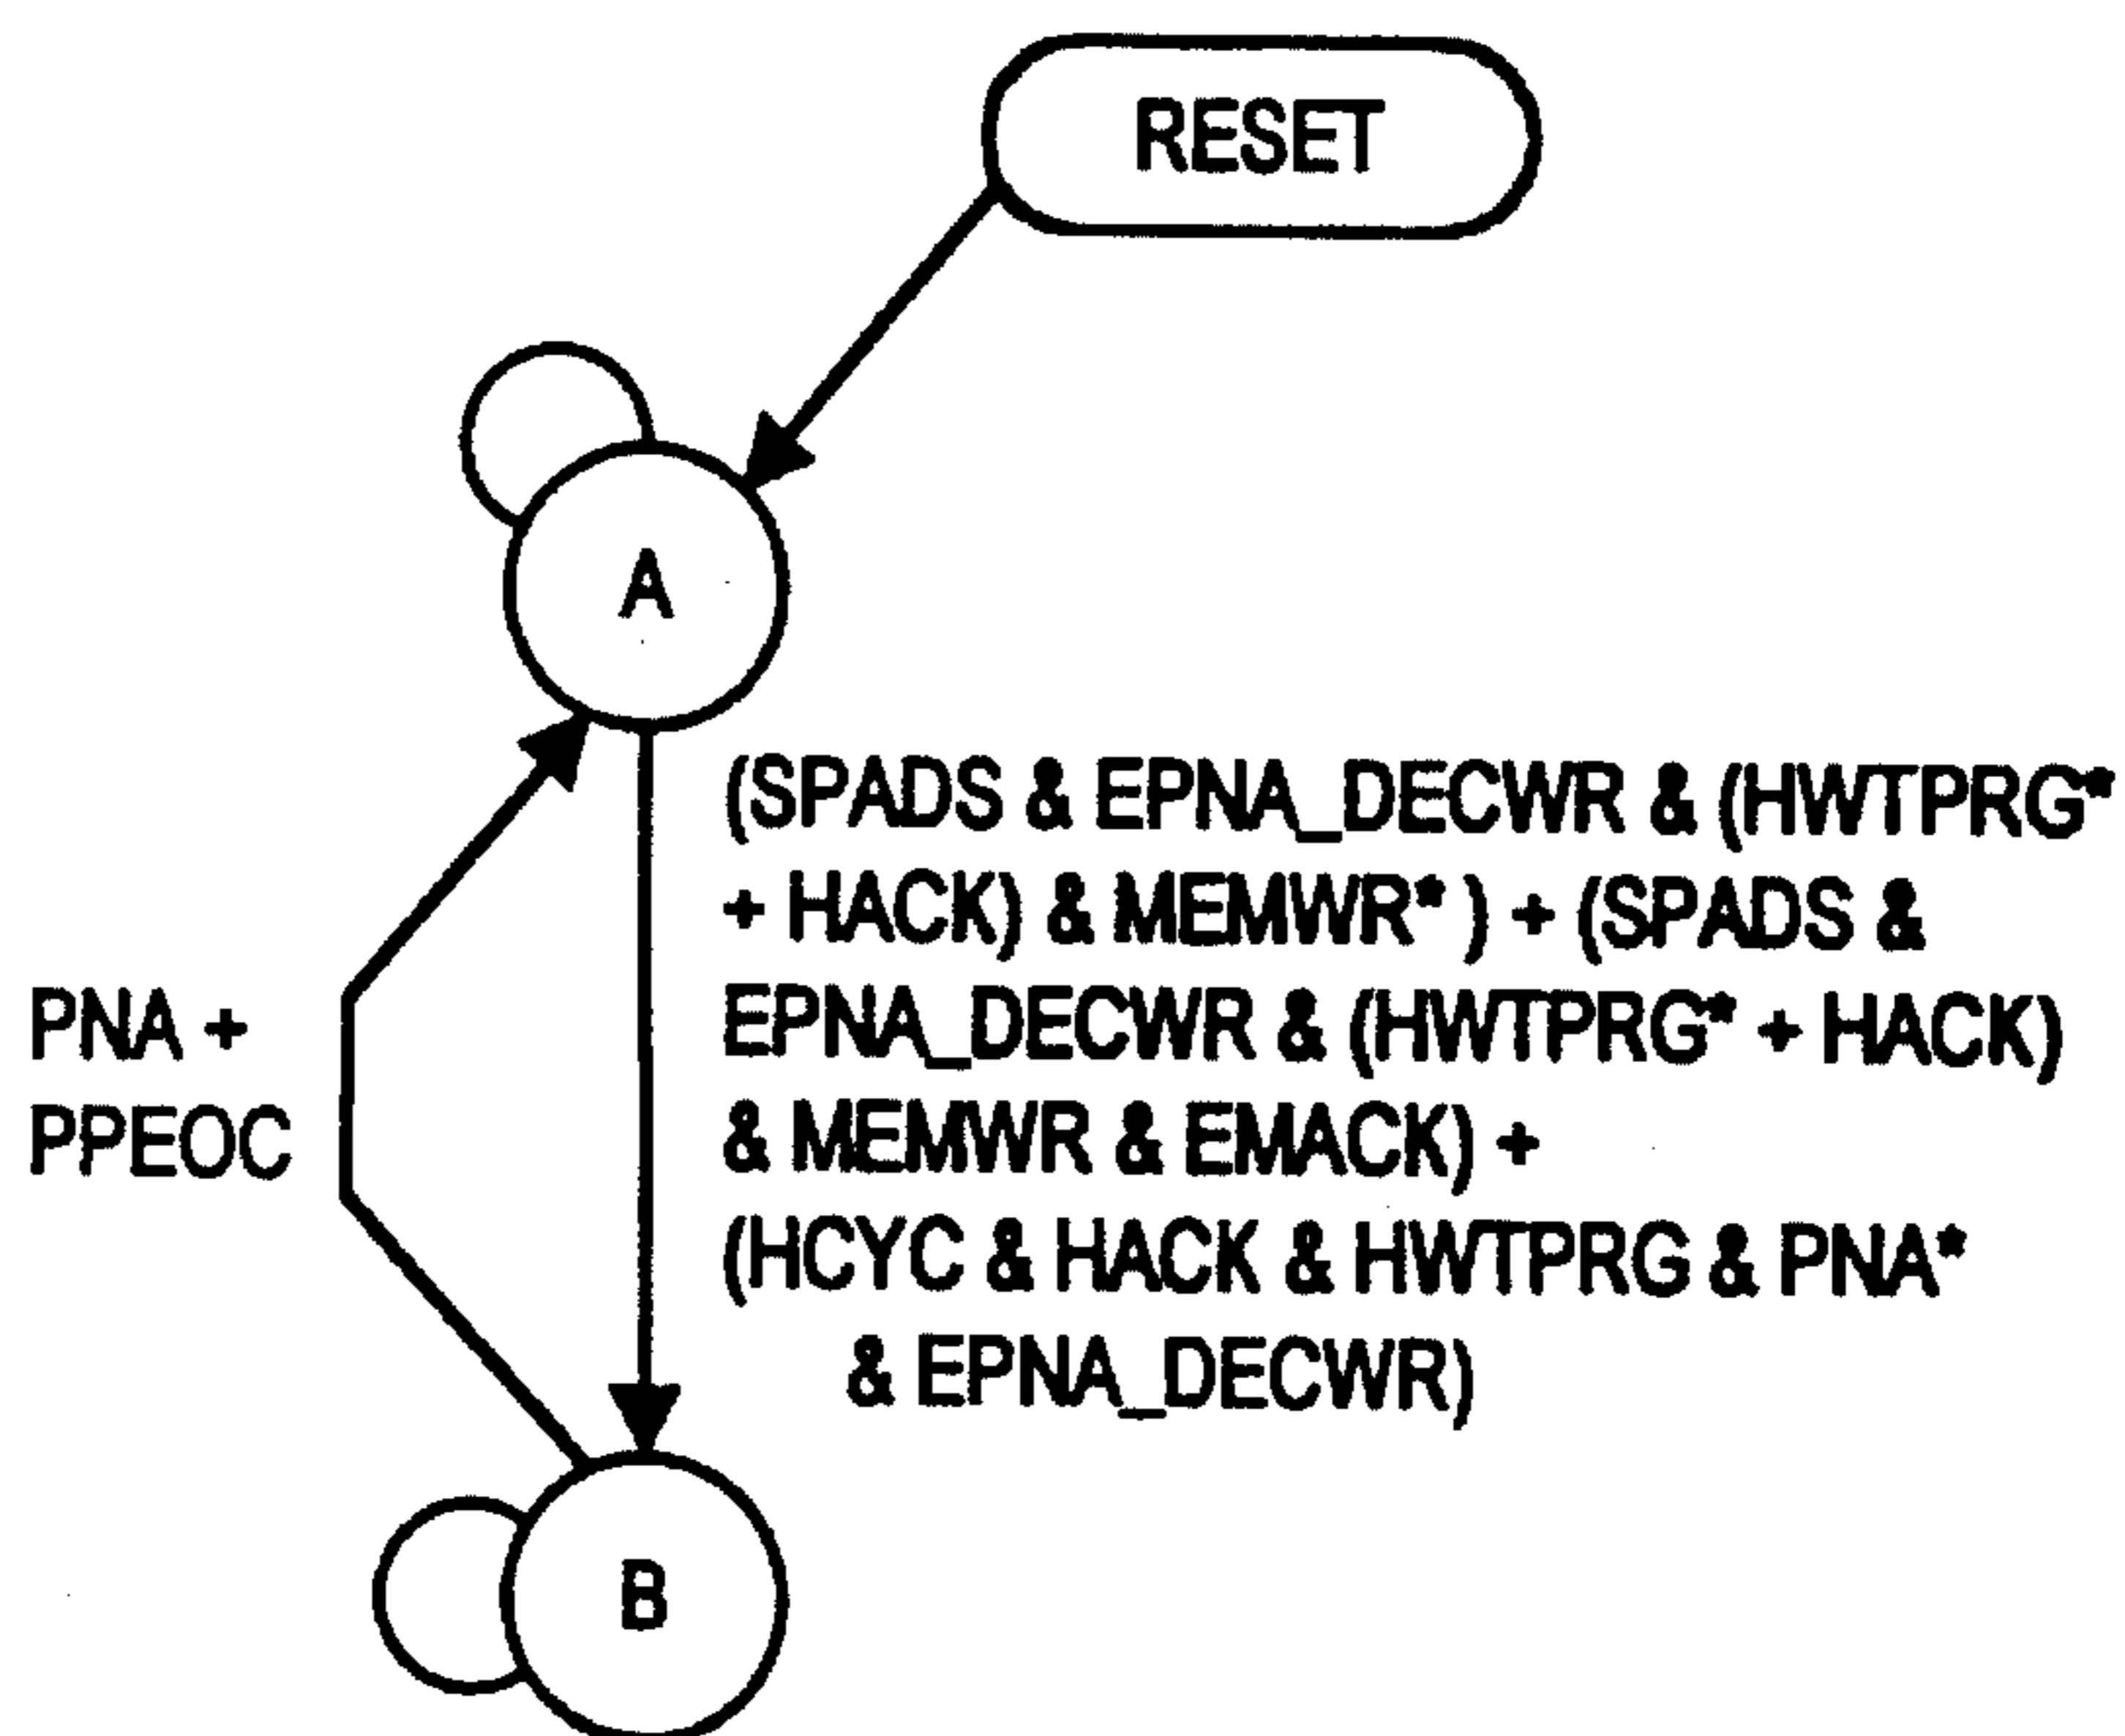 RESET
A
(SPADS & EPNA_DECWR & (HWTPRG*
+ HACK) & MEMWR* ) + (SPADS &
EPNA_DECWR & (HWTPRG* + HACK)
& MEMWR & EMACK) +
(HCYC & HACK & HWTPRG & PNA*
& EPNA_DECWR)
PNA +
PPEOC
B